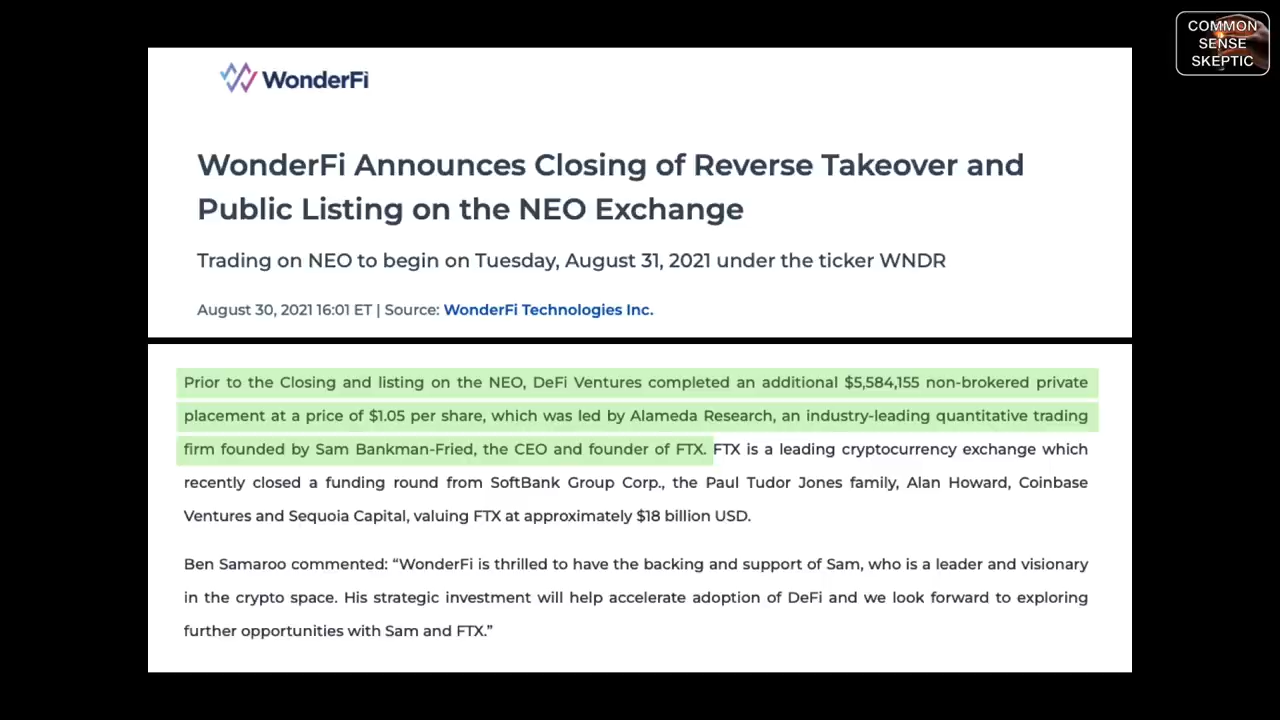 COMMON
SENSE
SKEPTIC
WonderFi
WonderFi Announces Closing of Reverse Takeover and
Public Listing on the NEO Exchange
Trading on NEO to begin on Tuesday, August 31, 2021 under the ticker WNDR
August 30, 2021 16:01 ET | Source: WonderFi Technologies Inc.
Prior to the Closing and listing on the NEO, DeFi Ventures completed an additional $5,584,155 non-brokered private
placement at a price of $1.05 per share, which was led by Alameda Research, an industry-leading quantitative trading
firm founded by Sam Bankman-Fried, the CEO and founder of FTX. FTX is a leading cryptocurrency exchange which
recently closed a funding round from SoftBank Group Corp., the Paul Tudor Jones family, Alan Howard, Coinbase
Ventures and Sequoia Capital, valuing FTX at approximately $18 billion USD.
Ben Samaroo commented: “WonderFi is thrilled to have the backing and support of Sam, who is a leader and visionary
in the crypto space. His strategic investment will help accelerate adoption of DeFi and we look forward to exploring
further opportunities with Sam and FTX.”